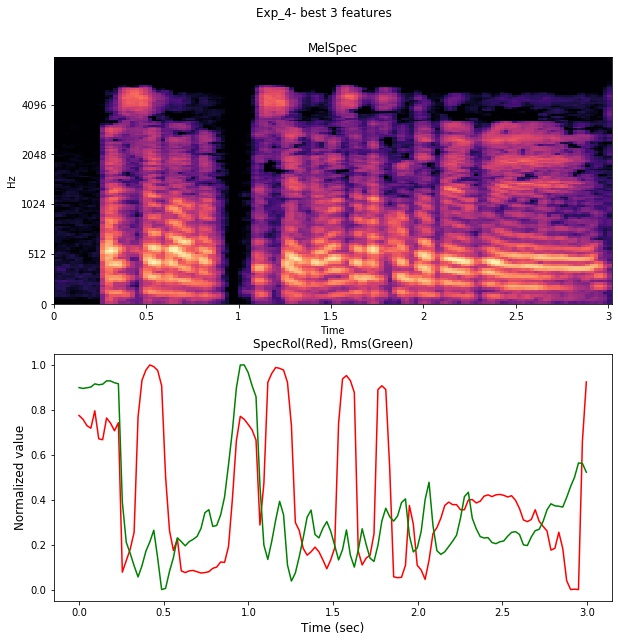 Exp_4- best 3 features
MelSpec
4096
2048
1024
512
0
Hz
0 0.5 1 1.5 2 2.5 3
Time
SpecRol(Red), Rms(Green)
1.0
0.8
0.6
0.4
0.2
0.0
Normalized value
0.0 0.5 1.0 1.5 2.0 2.5 3.0
Time (sec)